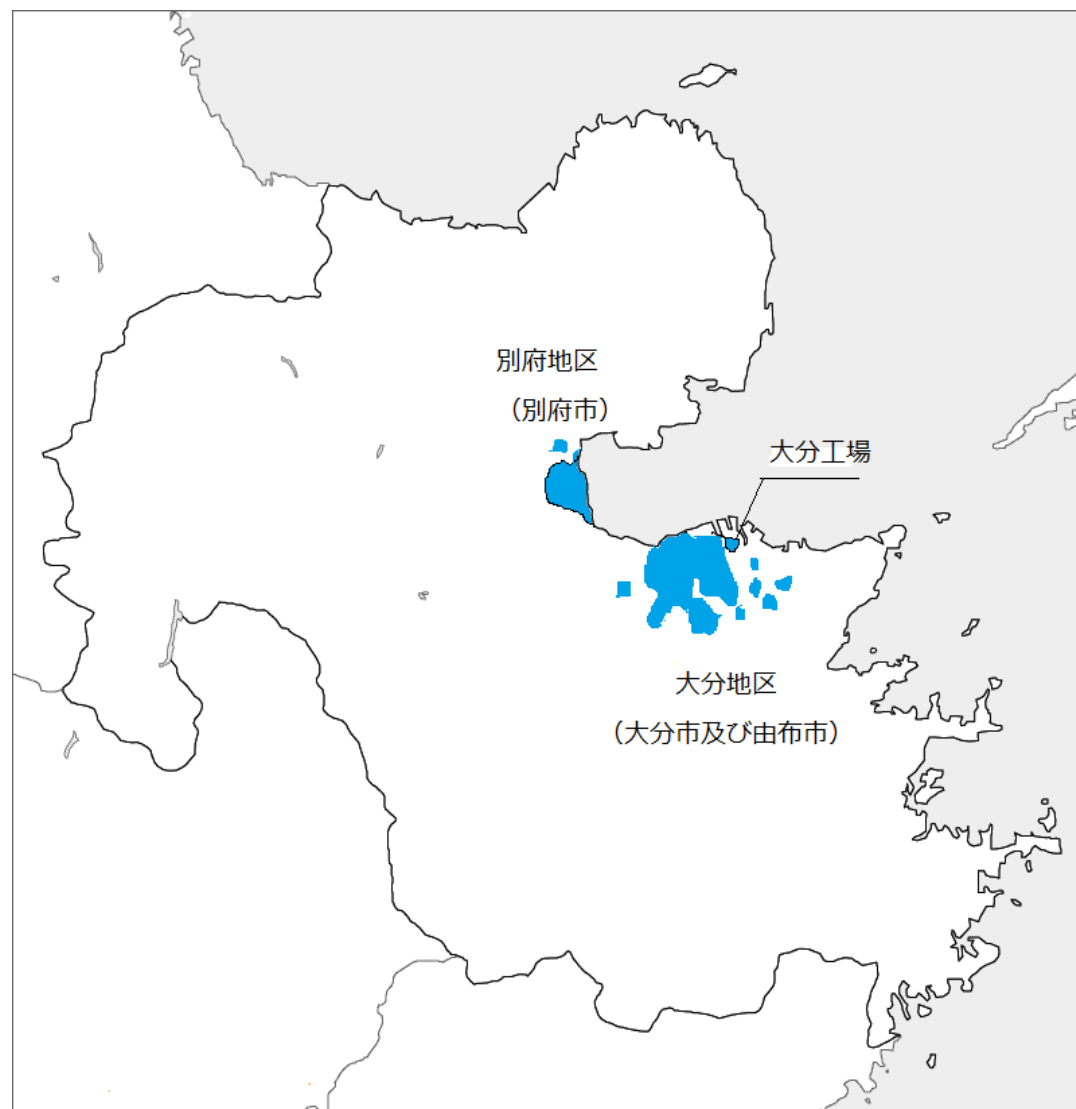 別府地区
（別府市）
大分工場
大分地区
（大分市及び由布市）